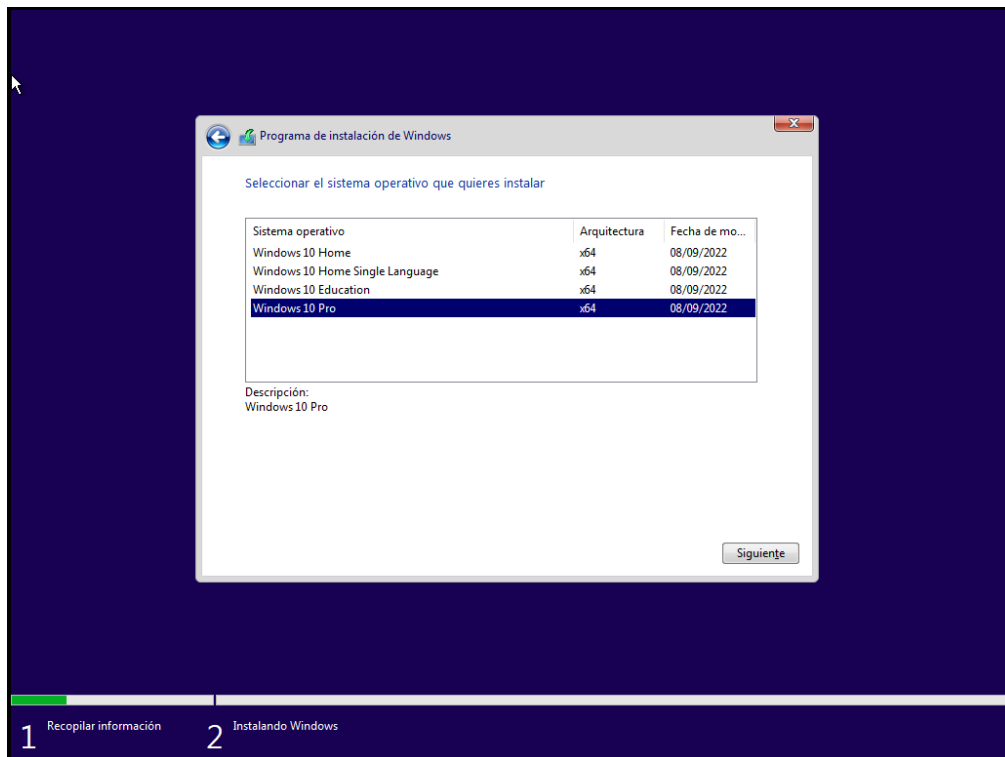 Programa de instalación de Windows
Seleccionar el sistema operativo que quieres instalar
Sistema operativo Arquitectura Fecha de mo...
Windows 10 Home x64 08/09/2022
Windows 10 Home Single Language x64 08/09/2022
Windows 10 Education x64 08/09/2022
Windows 10 Pro x64 08/09/2022
Descripción:
Windows 10 Pro
Siguiente
1 Recopilar información 2 Instalando Windows